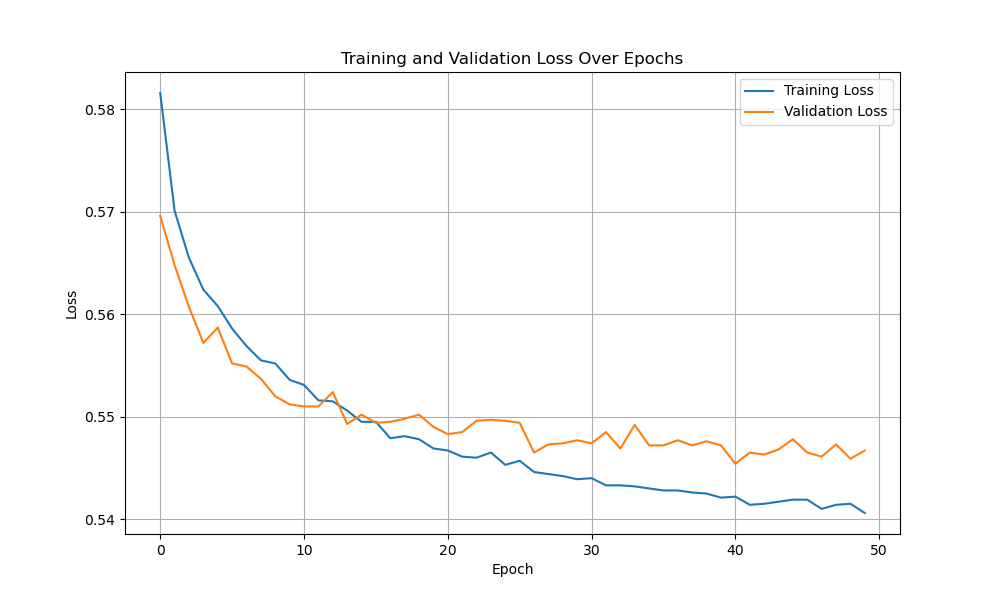 Training and Validation Loss Over Epochs
Training Loss
Validation Loss
0.58
0.57
0.56
0.55
0.54
Loss
0 10 20 30 40 50
Epoch